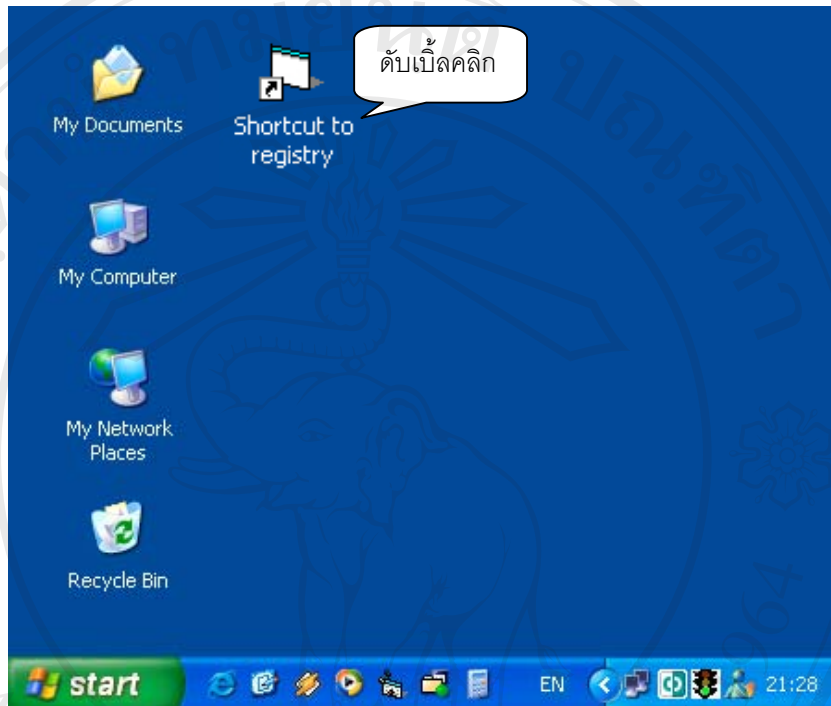 ดับเบิ้ลคลิก
My Documents
Shortcut to
registry
My Computer
My Network
Places
Recycle Bin
start
EN
21:28